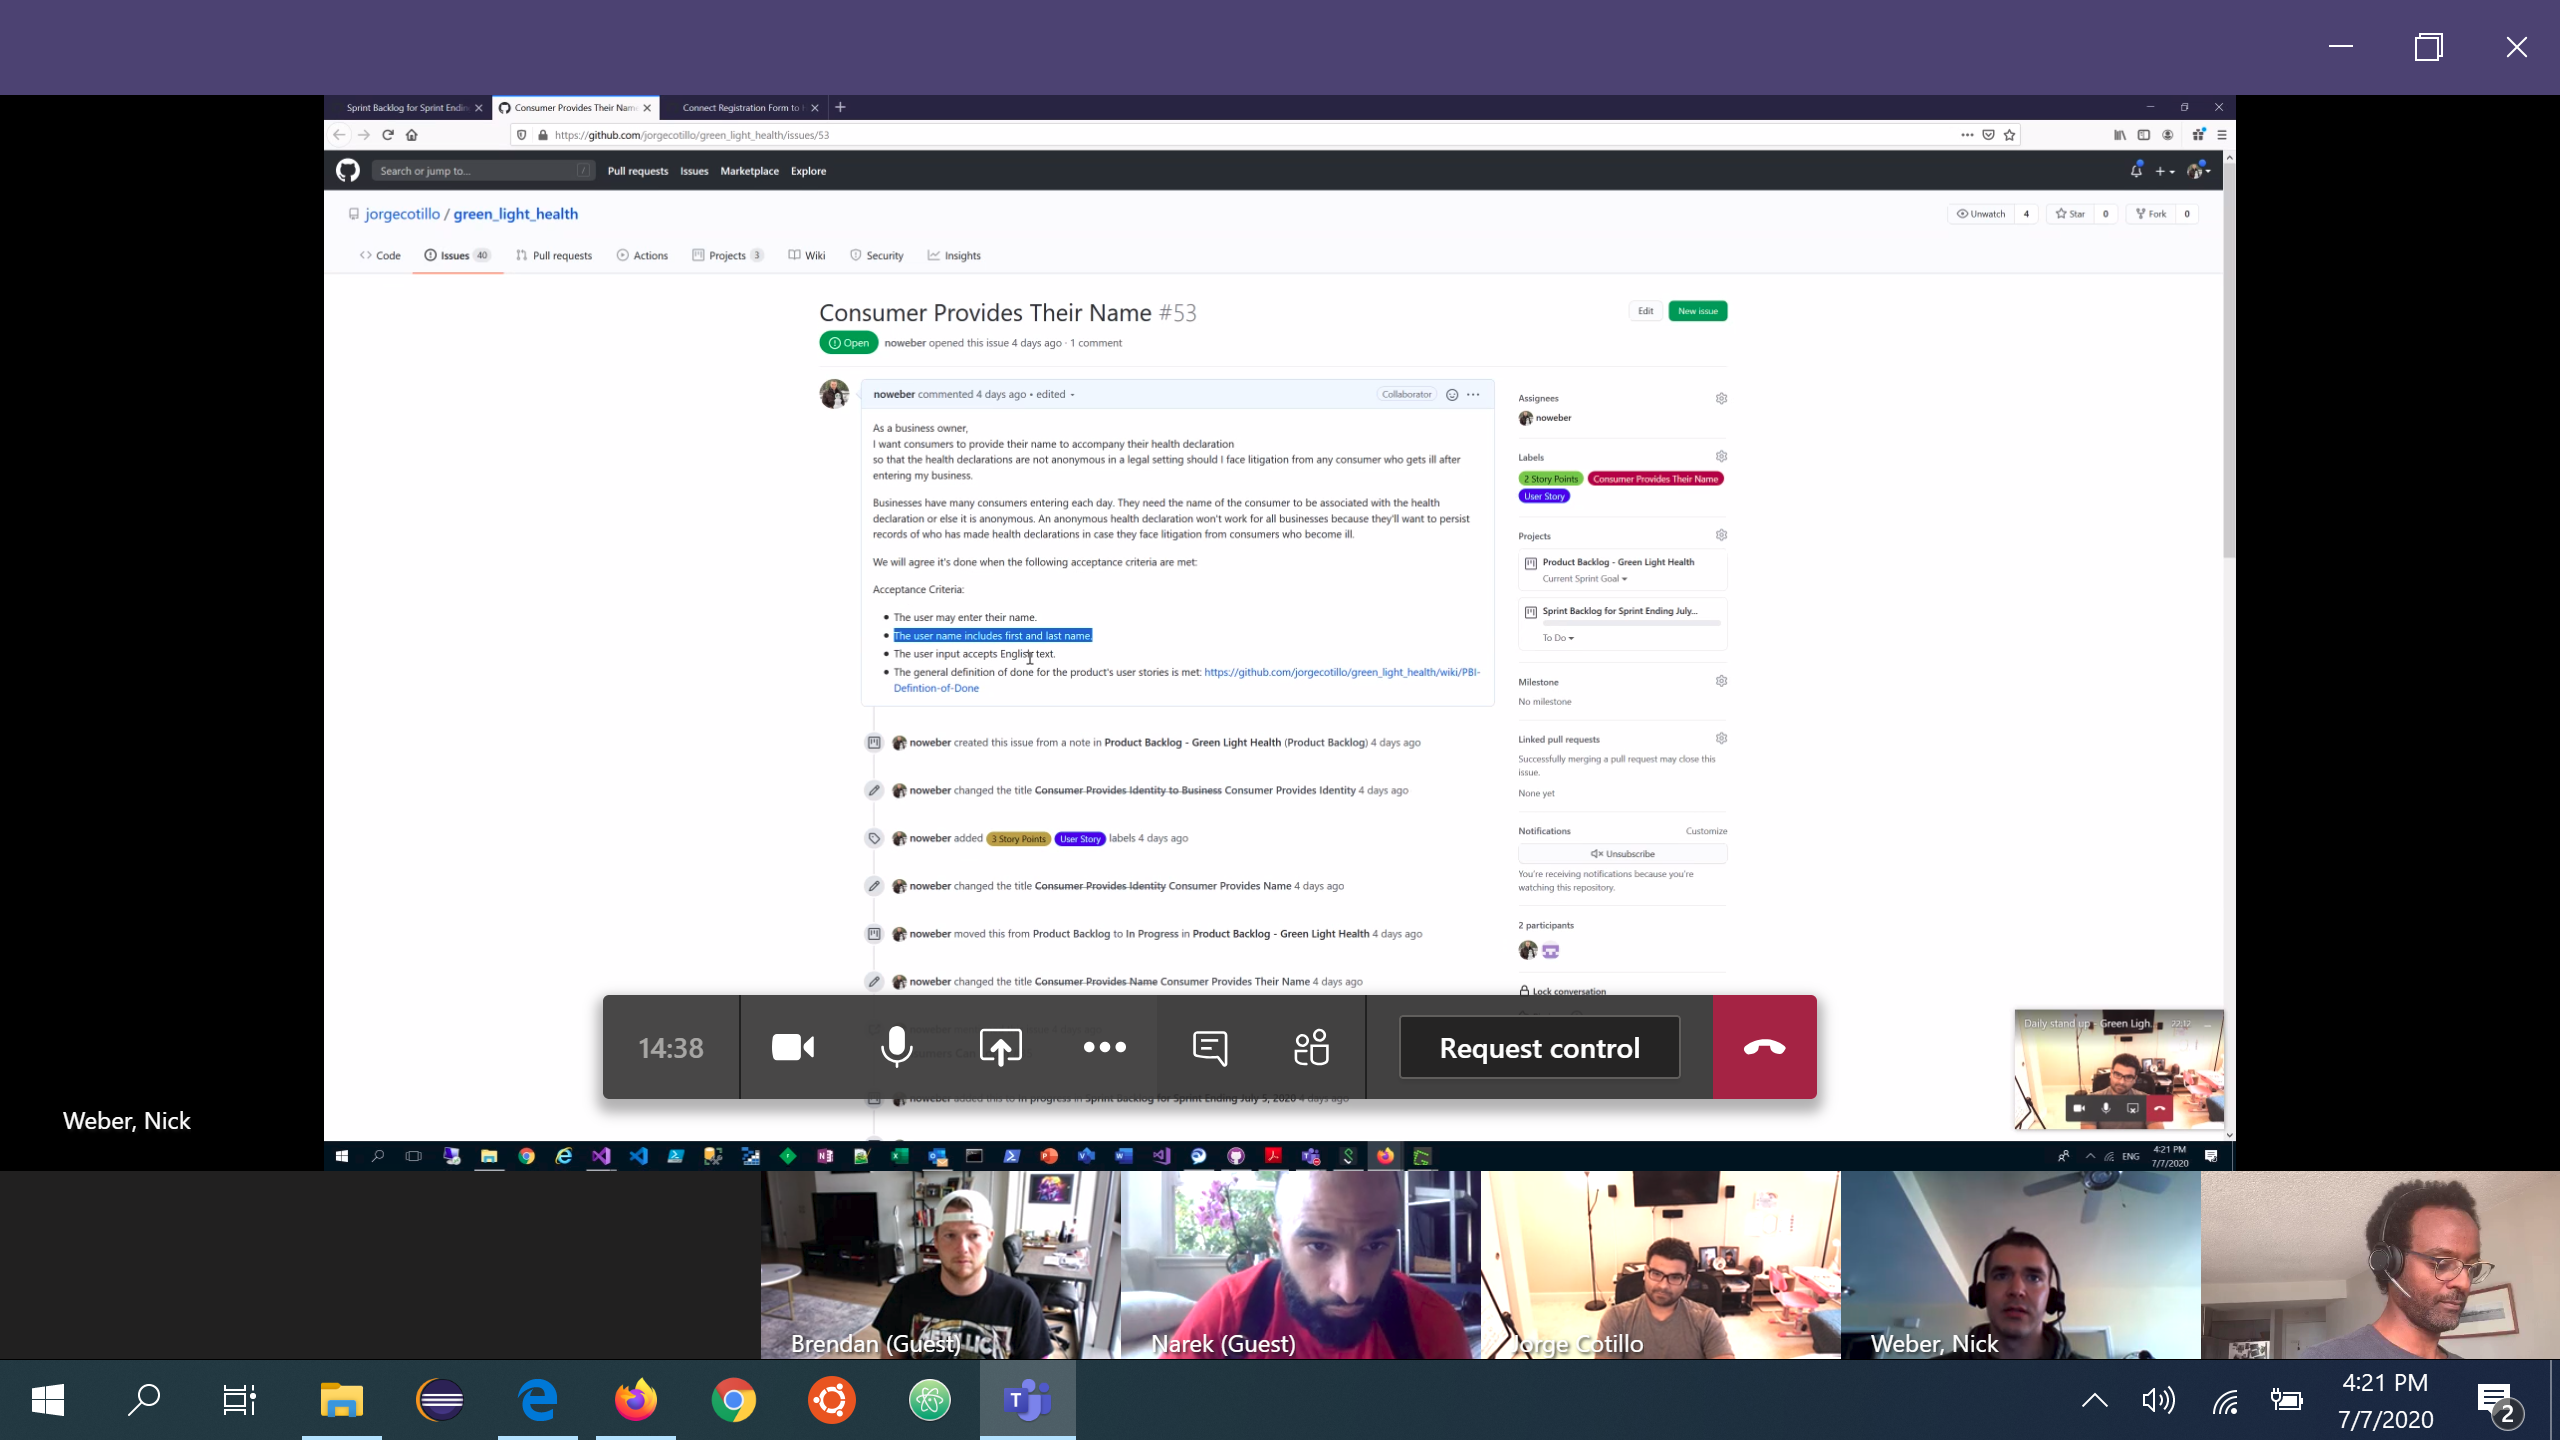 Sprint Backlog for Sprint Endin
Consumer Provides Their Nam
Connect Registration Form to
https://github.com/jorgecotillo/green_light_health/issues/53
Search or jump to...
/
Pull requests
Issues
Marketplace
Explore
jorgecotillo / green_light_health
Unwatch 4
Star 0
Fork 0
Code
Issues 40
Pull requests
Actions
Projects 3
Wiki
Security
Insights
Consumer Provides Their Name #53
Edit
New issue
Open
noweber opened this issue 4 days ago · 1 comment
noweber commented 4 days ago • edited
Collaborator
As a business owner,
I want consumers to provide their name to accompany their health declaration
so that the health declarations are not anonymous in a legal setting should I face litigation from any consumer who gets ill after
entering my business.
Businesses have many consumers entering each day. They need the name of the consumer to be associated with the health
declaration or else it is anonymous. An anonymous health declaration won't work for all businesses because they'll want to persist
records of who has made health declarations in case they face litigation from consumers who become ill.
We will agree it's done when the following acceptance criteria are met:
Acceptance Criteria:
• The user may enter their name.
• The user name includes first and last name.
• The user input accepts English text.
• The general definition of done for the product's user stories is met: https://github.com/jorgecotillo/green_light_health/wiki/PBI-
Defintion-of-Done
noweber created this issue from a note in Product Backlog - Green Light Health (Product Backlog) 4 days ago
noweber changed the title Consumer Provides Identity to Business Consumer Provides Identity 4 days ago
noweber added 3 Story Points User Story labels 4 days ago
noweber changed the title Consumer Provides Identity Consumer Provides Name 4 days ago
noweber moved this from Product Backlog to In Progress in Product Backlog - Green Light Health 4 days ago
noweber changed the title Consumer Provides Name Consumer Provides Their Name 4 days ago
noweber added this to In progress in Sprint Backlog for Sprint Ending July 5, 2020 4 days ago
Assignees
noweber
Labels
2 Story Points
Consumer Provides Their Name
User Story
Projects
Product Backlog - Green Light Health
Current Sprint Goal
Sprint Backlog for Sprint Ending July...
To Do
Milestone
No milestone
Linked pull requests
Successfully merging a pull request may close this
issue.
None yet
Notifications
Customize
Unsubscribe
You're receiving notifications because you're
watching this repository.
2 participants
Lock conversation
14:38
Request control
Daily stand up - Green Ligh...
22:12
Weber, Nick
ENG
4:21 PM
7/7/2020
Brendan (Guest)
Narek (Guest)
Jorge Cotillo
Weber, Nick
4:21 PM
7/7/2020
2